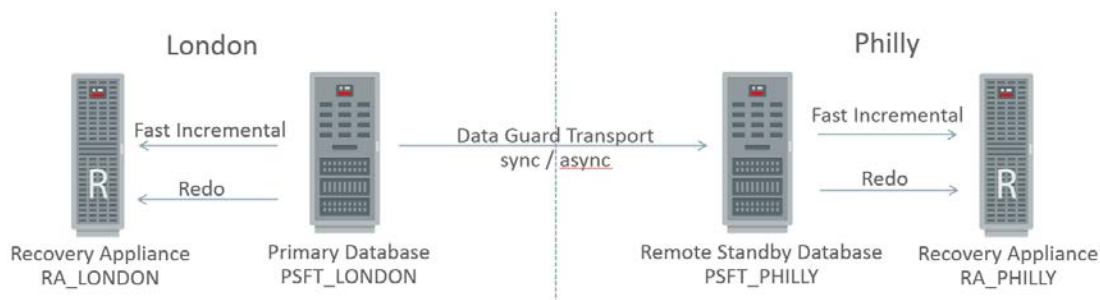 London
Philly
Fast Incremental
Redo
Data Guard Transport
sync / async
Fast Incremental
Redo
R
R
Recovery Appliance
RA_LONDON
Primary Database
PSFT_LONDON
Remote Standby Database
PSFT_PHILLY
Recovery Appliance
RA_PHILLY